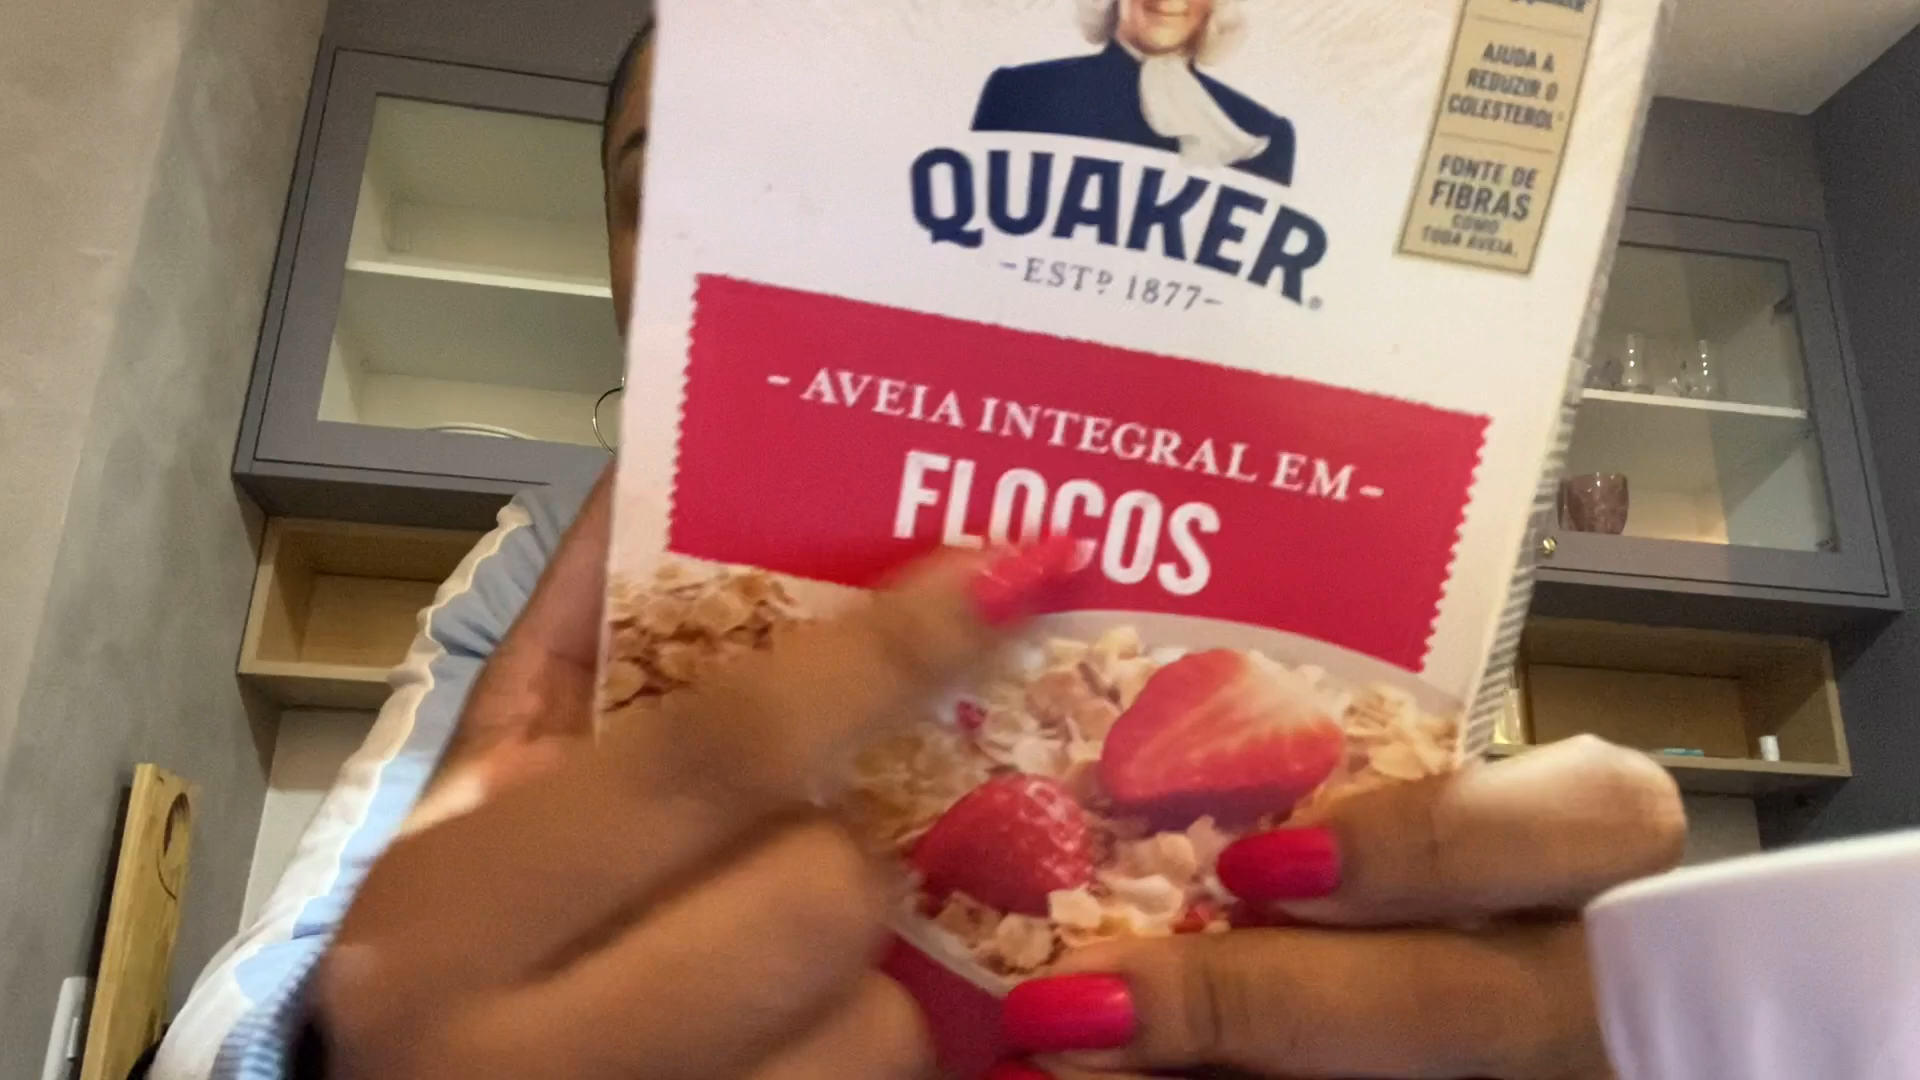 QUAKER
-ESTD 1877-
- AVEIA INTEGRAL EM -
FLOCOS
AJUDA A
REDUZIR O
COLESTEROL*
FONTE DE
FIBRAS
COMO
TODA AVEIA.